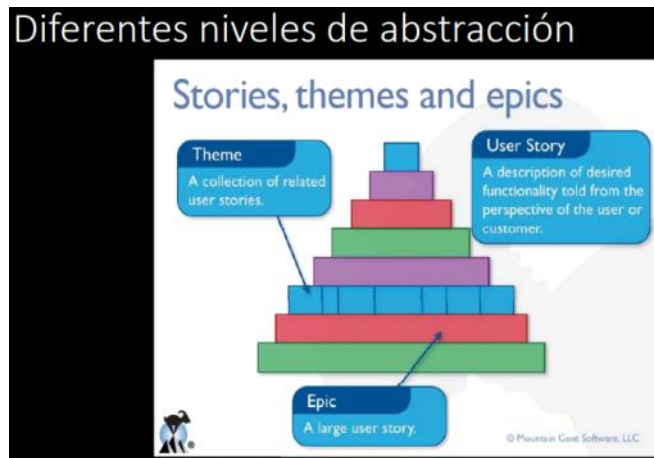 Diferentes niveles de abstracción
Stories, themes and epics
Theme
A collection of related
user stories.
User Story
A description of desired
functionality told from the
perspective of the user or
customer.
Epic
A large user story.
© Mountain Goat Software, LLC